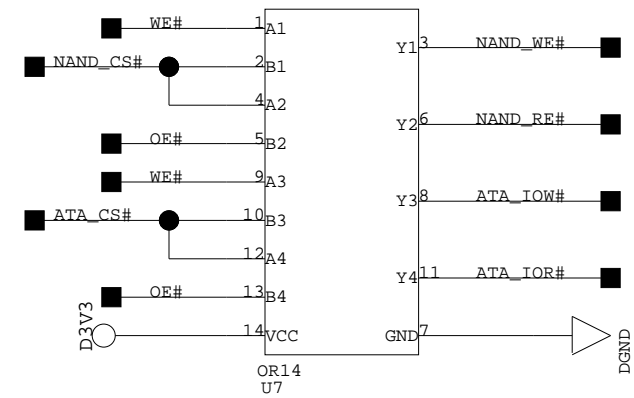 WE# 1 A1
Y1 3 NAND_WE#
NAND_CS# 2 B1
4 A2
Y2 6 NAND_RE#
OE# 5 B2
WE# 9 A3
Y3 8 ATA_IOW#
ATA_CS# 10 B3
12 A4
Y4 11 ATA_IOR#
OE# 13 B4
D3V3 14 VCC GND 7 DGND
OR14
U7